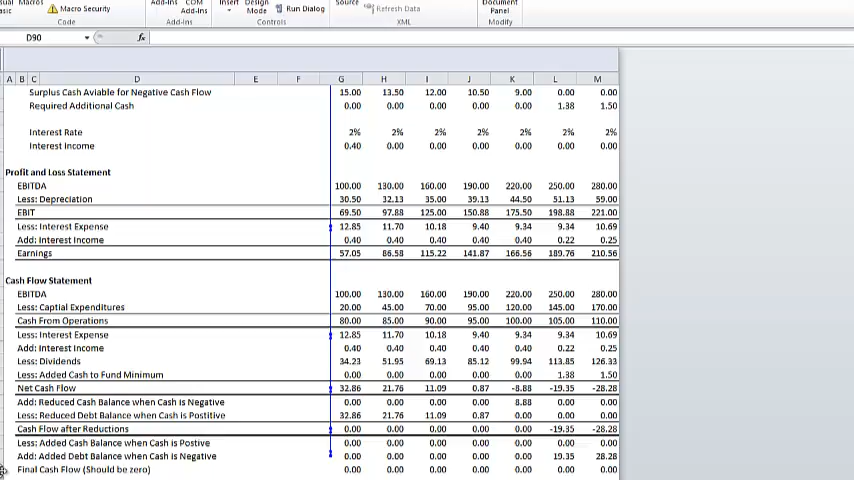 sual Macros
asic
Macro Security
Code
Add-Ins COM
Add-Ins
Add-Ins
Insert Design
Mode
Run Dialog
Controls
Source
Refresh Data
XML
Document
Panel
Modify
D90 fx
A B C D E F G H I J K L M
Surplus Cash Aviable for Negative Cash Flow 15.00 13.50 12.00 10.50 9.00 0.00 0.00
Required Additional Cash 0.00 0.00 0.00 0.00 0.00 1.38 1.50
Interest Rate 2% 2% 2% 2% 2% 2% 2%
Interest Income 0.40 0.00 0.00 0.00 0.00 0.00 0.00
Profit and Loss Statement
EBITDA 100.00 130.00 160.00 190.00 220.00 250.00 280.00
Less: Depreciation 30.50 32.13 35.00 39.13 44.50 51.13 59.00
EBIT 69.50 97.88 125.00 150.88 175.50 198.88 221.00
Less: Interest Expense 12.85 11.70 10.18 9.40 9.34 9.34 10.69
Add: Interest Income 0.40 0.40 0.40 0.40 0.40 0.22 0.25
Earnings 57.05 86.58 115.22 141.87 166.56 189.76 210.56
Cash Flow Statement
EBITDA 100.00 130.00 160.00 190.00 220.00 250.00 280.00
Less: Captial Expenditures 20.00 45.00 70.00 95.00 120.00 145.00 170.00
Cash From Operations 80.00 85.00 90.00 95.00 100.00 105.00 110.00
Less: Interest Expense 12.85 11.70 10.18 9.40 9.34 9.34 10.69
Add: Interest Income 0.40 0.40 0.40 0.40 0.40 0.22 0.25
Less: Dividends 34.23 51.95 69.13 85.12 99.94 113.85 126.33
Less: Added Cash to Fund Minimum 0.00 0.00 0.00 0.00 0.00 1.38 1.50
Net Cash Flow 32.86 21.76 11.09 0.87 -8.88 -19.35 -28.28
Add: Reduced Cash Balance when Cash is Negative 0.00 0.00 0.00 0.00 8.88 0.00 0.00
Less: Reduced Debt Balance when Cash is Postitive 32.86 21.76 11.09 0.87 0.00 0.00 0.00
Cash Flow after Reductions 0.00 0.00 0.00 0.00 0.00 -19.35 -28.28
Less: Added Cash Balance when Cash is Postive 0.00 0.00 0.00 0.00 0.00 0.00 0.00
Add: Added Debt Balance when Cash is Negative 0.00 0.00 0.00 0.00 0.00 19.35 28.28
Final Cash Flow (Should be zero) 0.00 0.00 0.00 0.00 0.00 0.00 0.00